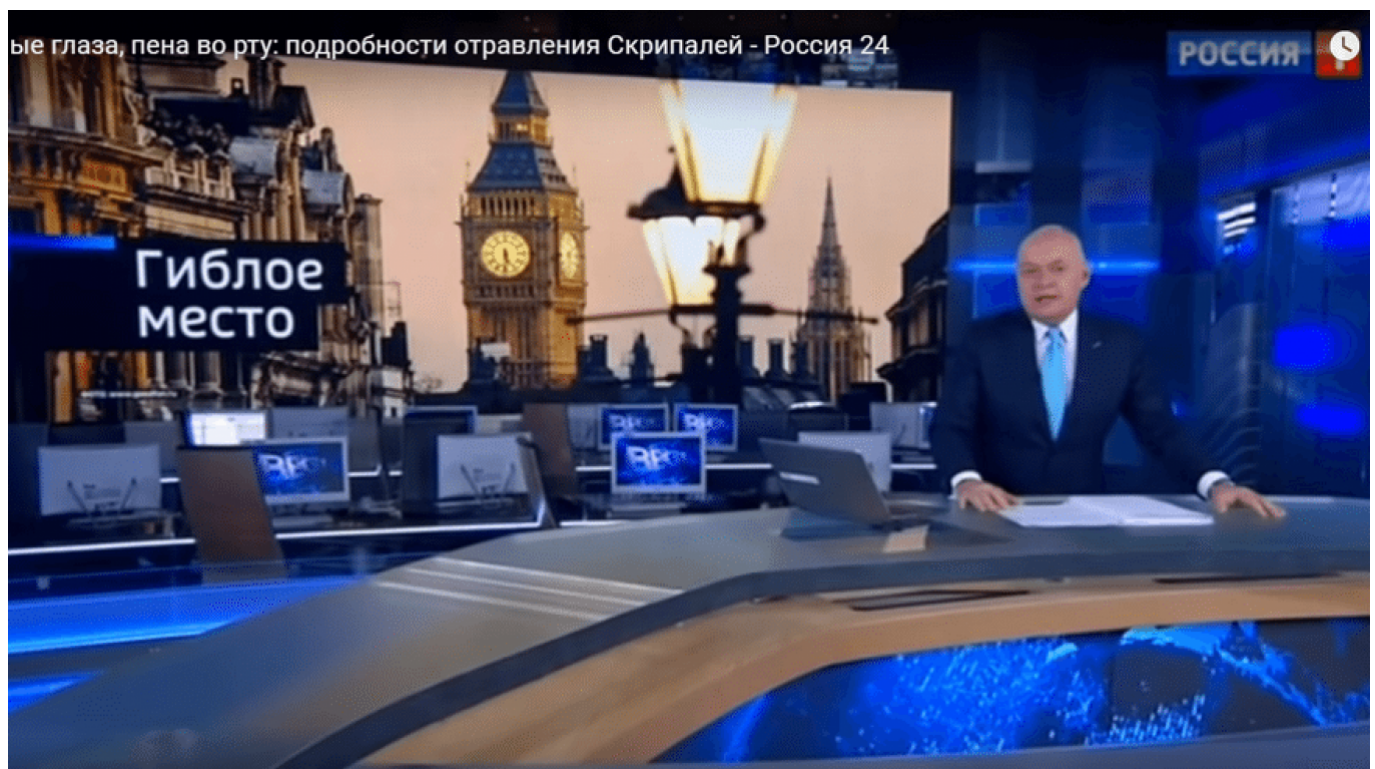 ые глаза, пена во рту: подробности отравления Скрипалей - Россия 24
РОССИЯ
Гиблое
место